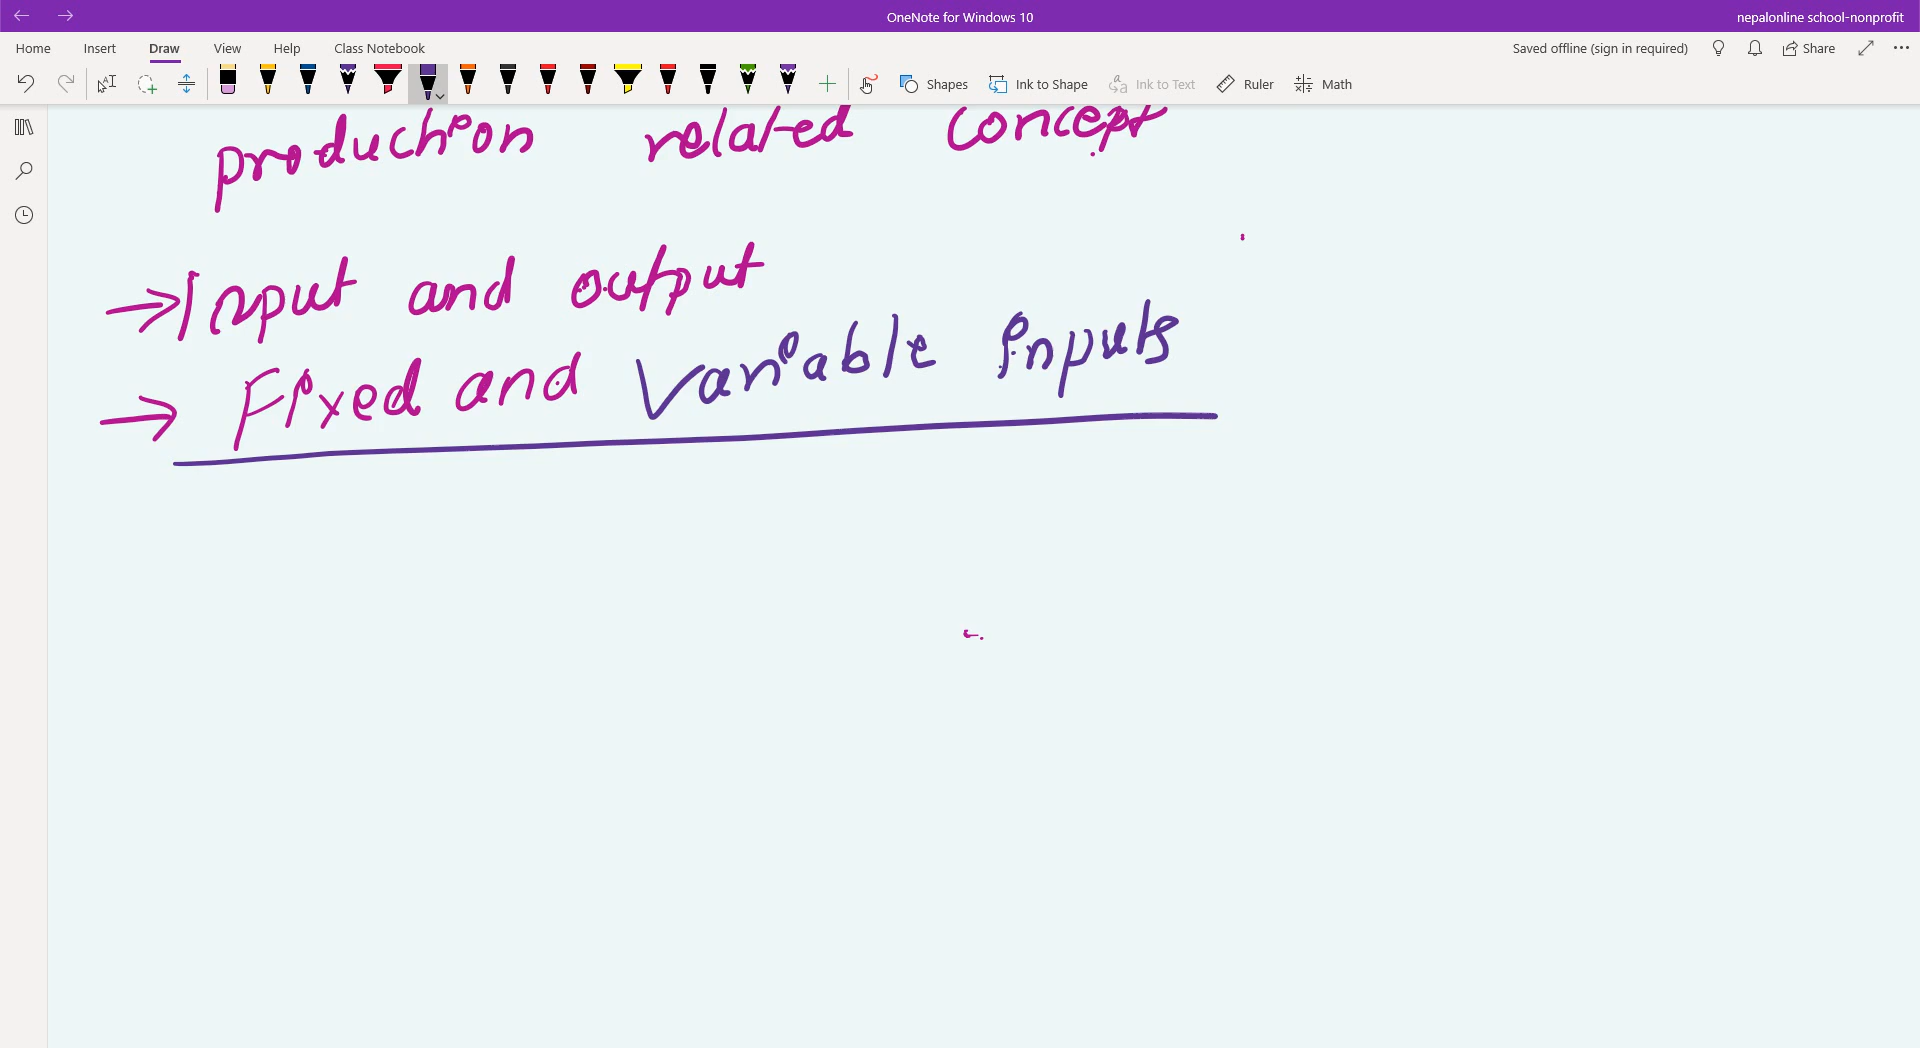 OneNote for Windows 10
nepalonline school-nonprofit
Home Insert Draw View Help Class Notebook
Saved offline (sign in required) Share
Shapes Ink to Shape Ink to Text Ruler Math
production related concept
→ Input and output
→ Fixed and Variable inputs